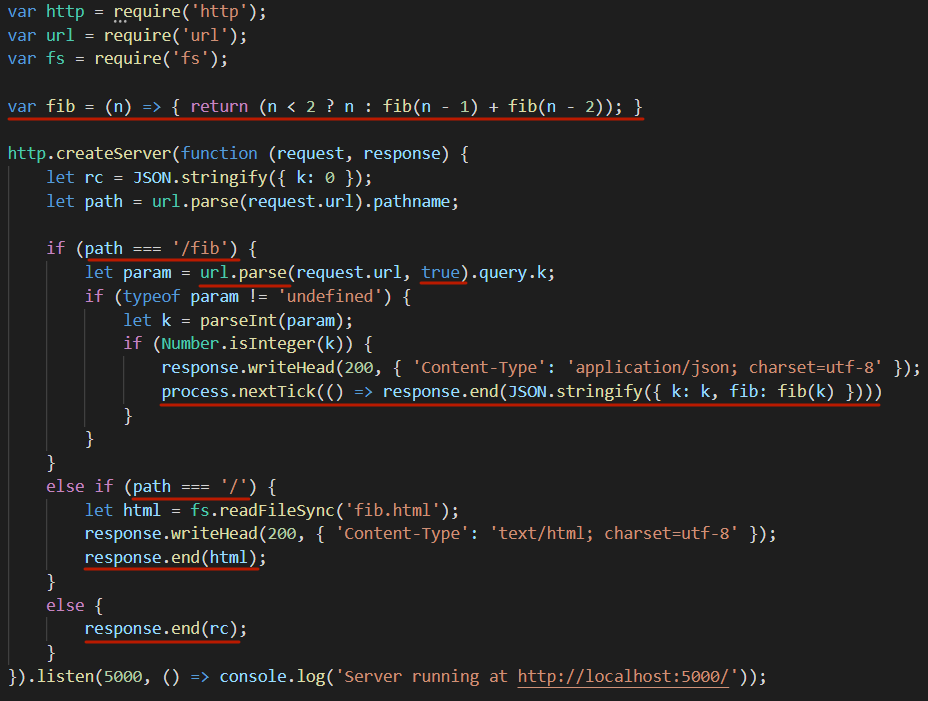 var http = require('http');
var url = require('url');
var fs = require('fs');

var fib = (n) => { return (n < 2 ? n : fib(n - 1) + fib(n - 2)); }

http.createServer(function (request, response) {
    let rc = JSON.stringify({ k: 0 });
    let path = url.parse(request.url).pathname;

    if (path === '/fib') {
        let param = url.parse(request.url, true).query.k;
        if (typeof param != 'undefined') {
            let k = parseInt(param);
            if (Number.isInteger(k)) {
                response.writeHead(200, { 'Content-Type': 'application/json; charset=utf-8' });
                process.nextTick(() => response.end(JSON.stringify({ k: k, fib: fib(k) })))
            }
        }
    }
    else if (path === '/') {
        let html = fs.readFileSync('fib.html');
        response.writeHead(200, { 'Content-Type': 'text/html; charset=utf-8' });
        response.end(html);
    }
    else {
        response.end(rc);
    }
}).listen(5000, () => console.log('Server running at http://localhost:5000/'));